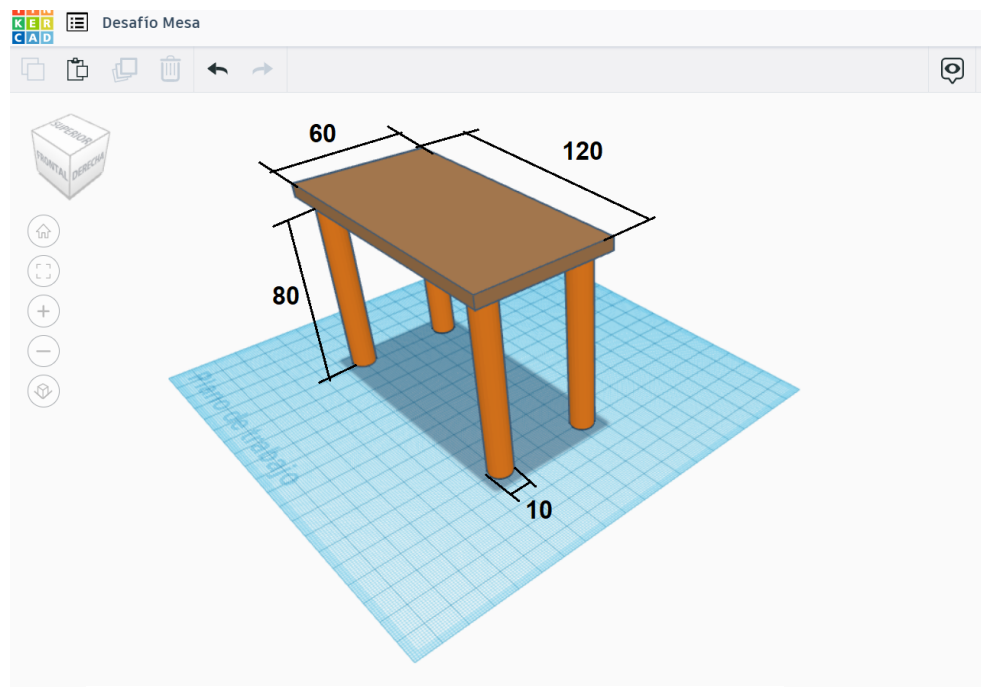 TIN
KER
CAD
Desafío Mesa
SUPERIOR
FRONTAL
DERECHA
60
120
80
10
Plano de trabajo